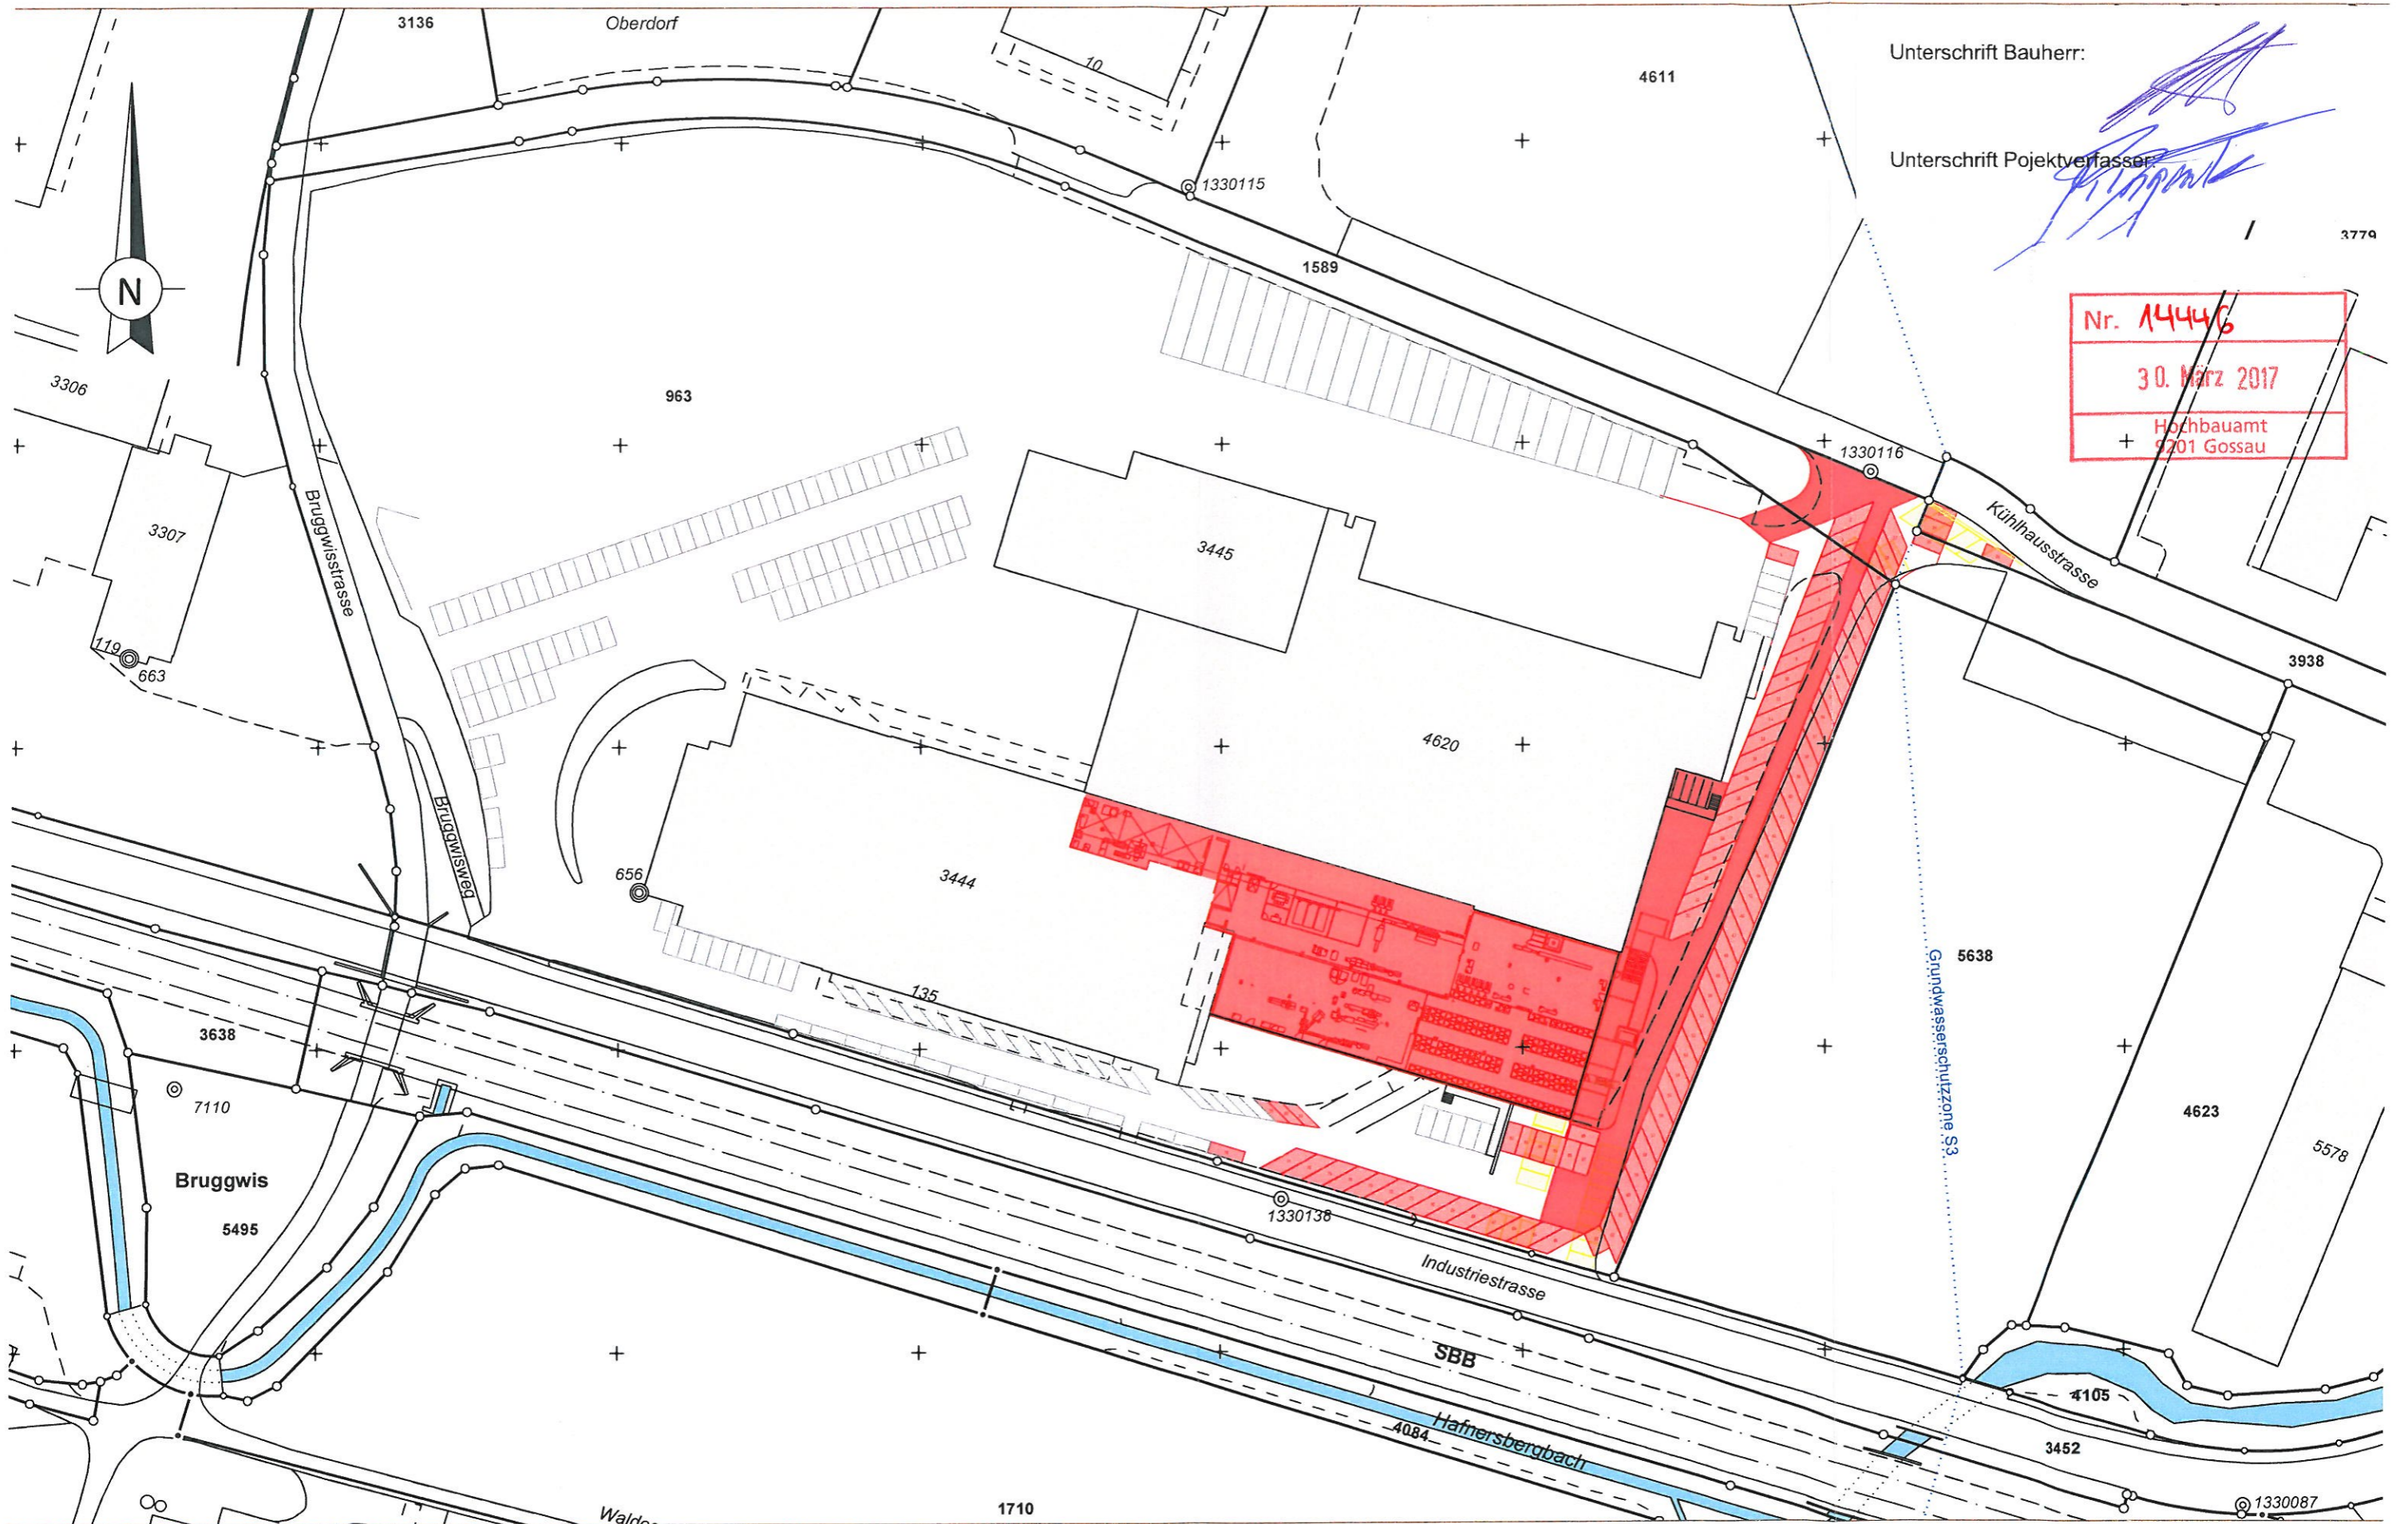 3136
Oberdorf
10
4611
Unterschrift Bauherr:
Unterschrift Pojektverfasser:
1330115
1589
3779
N
Nr. 14446
30. März 2017
Hochbauamt
9201 Gossau
3306
963
1330116
Kühlhausstrasse
3307
Bruggwisstrasse
3445
119
663
3938
4620
Bruggwisweg
656
3444
5638
Grundwasserschutzzone S3
135
3638
7110
4623
5578
Bruggwis
5495
1330138
Industriestrasse
SBB
4105
Hafnersbergbach
4084
3452
1710
1330087